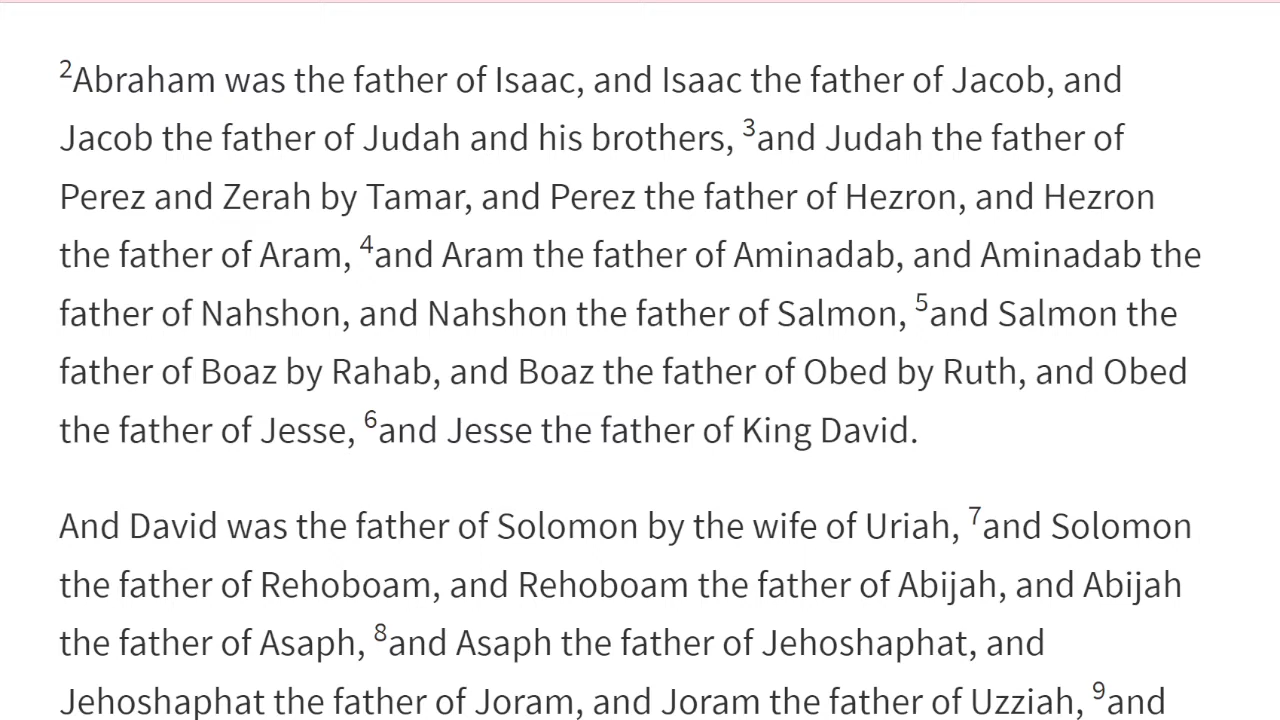 2Abraham was the father of Isaac, and Isaac the father of Jacob, and
Jacob the father of Judah and his brothers, 3and Judah the father of
Perez and Zerah by Tamar, and Perez the father of Hezron, and Hezron
the father of Aram, 4and Aram the father of Aminadab, and Aminadab the
father of Nahshon, and Nahshon the father of Salmon, 5and Salmon the
father of Boaz by Rahab, and Boaz the father of Obed by Ruth, and Obed
the father of Jesse, 6and Jesse the father of King David.
And David was the father of Solomon by the wife of Uriah, 7and Solomon
the father of Rehoboam, and Rehoboam the father of Abijah, and Abijah
the father of Asaph, 8and Asaph the father of Jehoshaphat, and
Jehoshaphat the father of Joram, and Joram the father of Uzziah, 9and